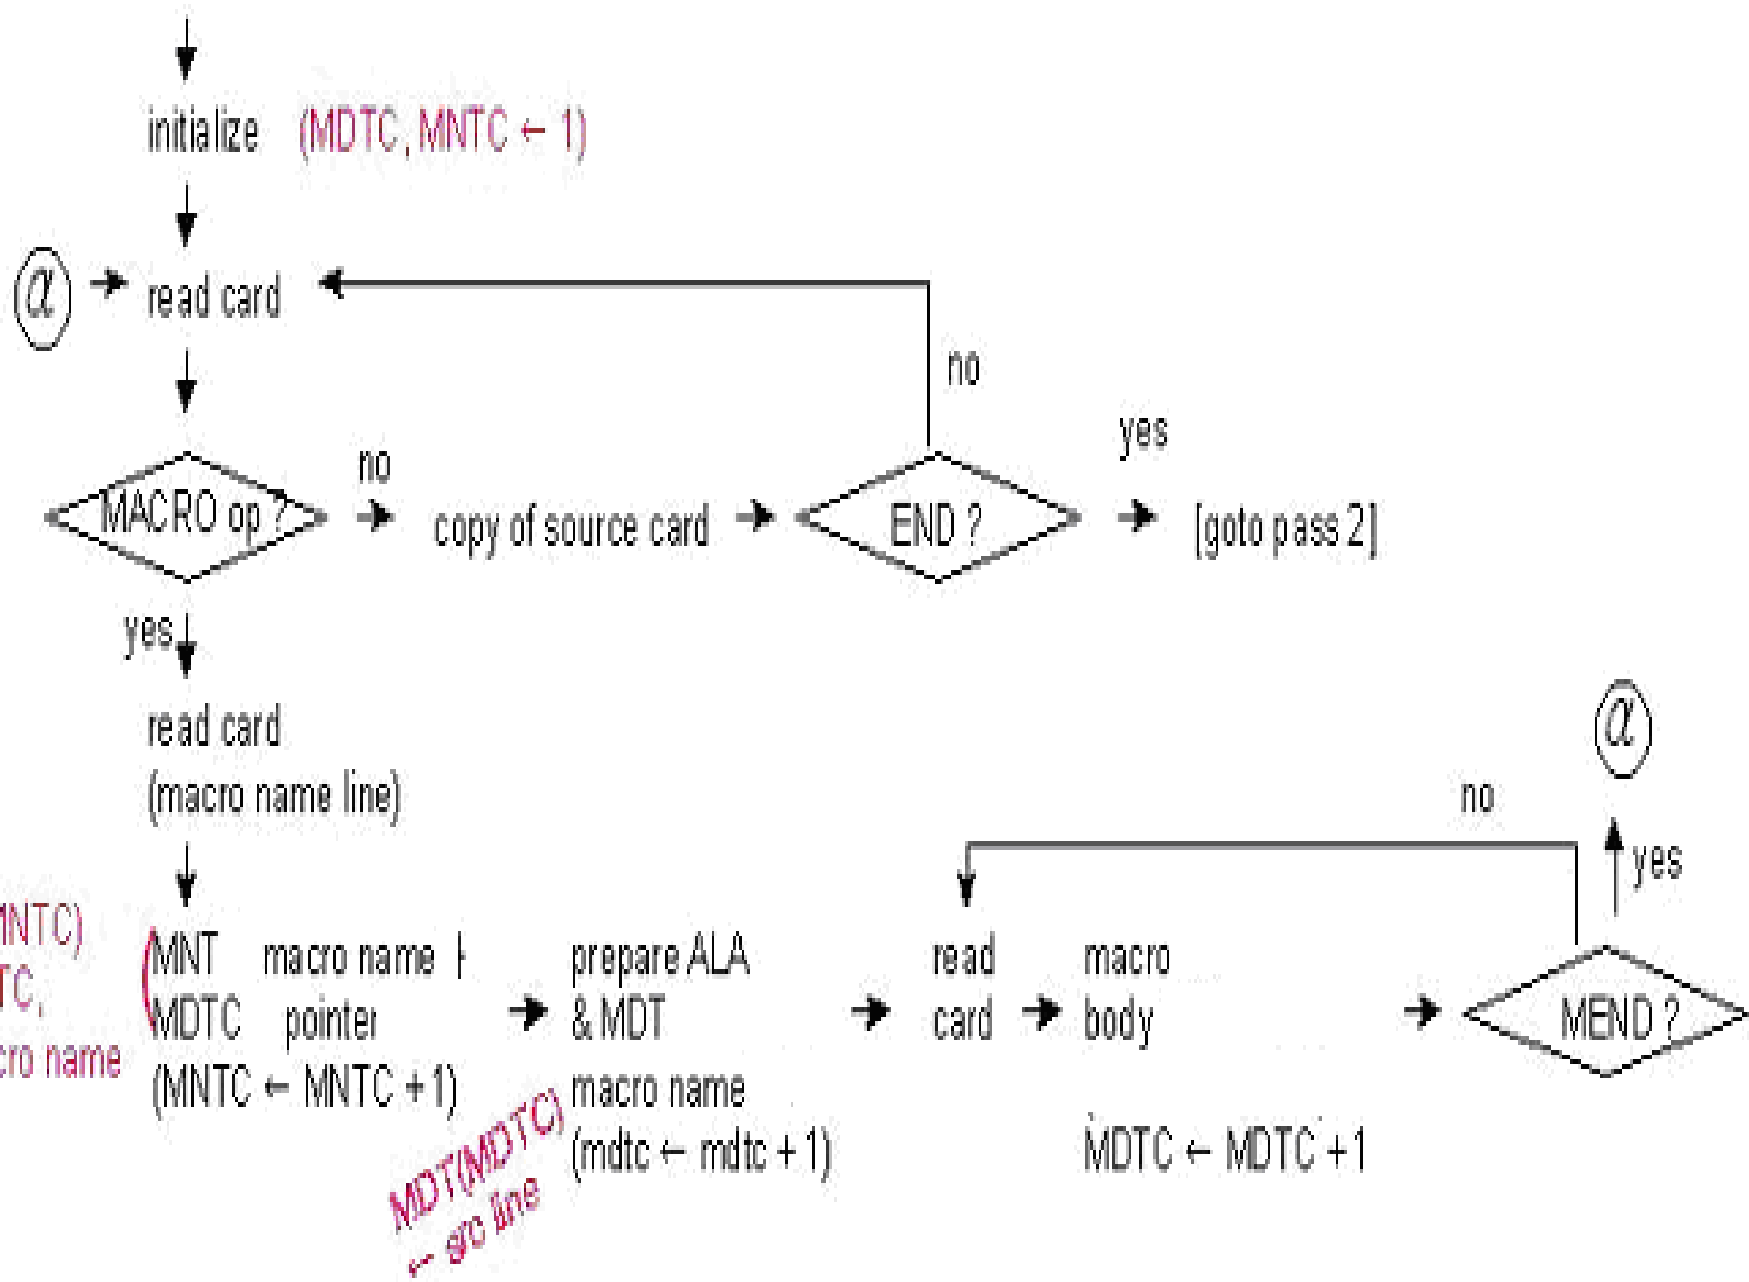 initialize (MDTC, MNTC ← 1)
α read card
no
yes
MACRO op ?
no
copy of source card
END ?
[goto pass 2]
yes
read card
(macro name line)
α
no
yes
MNTC)
TC,
cro name
(MNT macro name
MDTC pointer
(MNTC ← MNTC + 1)
prepare ALA
& MDT
macro name
(mdtc ← mdtc + 1)
MDT(MDTC)
← src line
read
card
macro
body
MDTC ← MDTC + 1
MEND ?